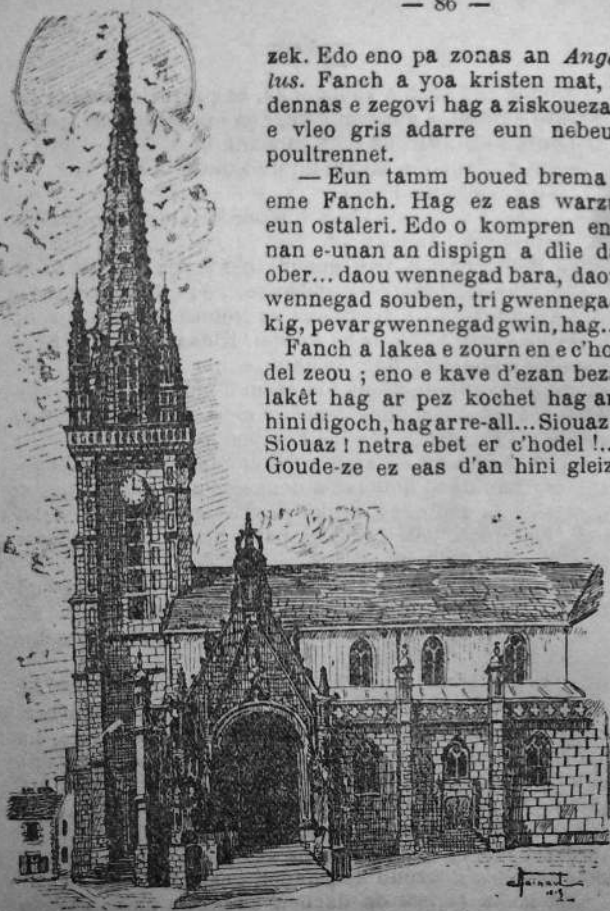 — 86 —
zek. Edo eno pa zonas an Ange
lus. Fanch a yoa kristen mat,
dennas e zegovi hag a ziskoueza
e vleo gris adarre eun nebeu
poultrennet.
— Eun tamm boued brema
eme Fanch. Hag ez eas warzu
eun ostaleri. Edo o kompren en
nan e-unan an dispign a dlie d
ober... daou wennegad bara, daou
wennegad souben, tri gwennega
kig, pevar gwennegad gwin, hag..
Fanch a lakea e zourn en e c'ho
del zeou ; eno e kave d'ezan bez
lakêt hag ar pez kochet hag ar
hini digoch, hag ar re-all... Siouaz
Siouaz ! netra ebet er c'hodel !..
Goude-ze ez eas d'an hini gleiz